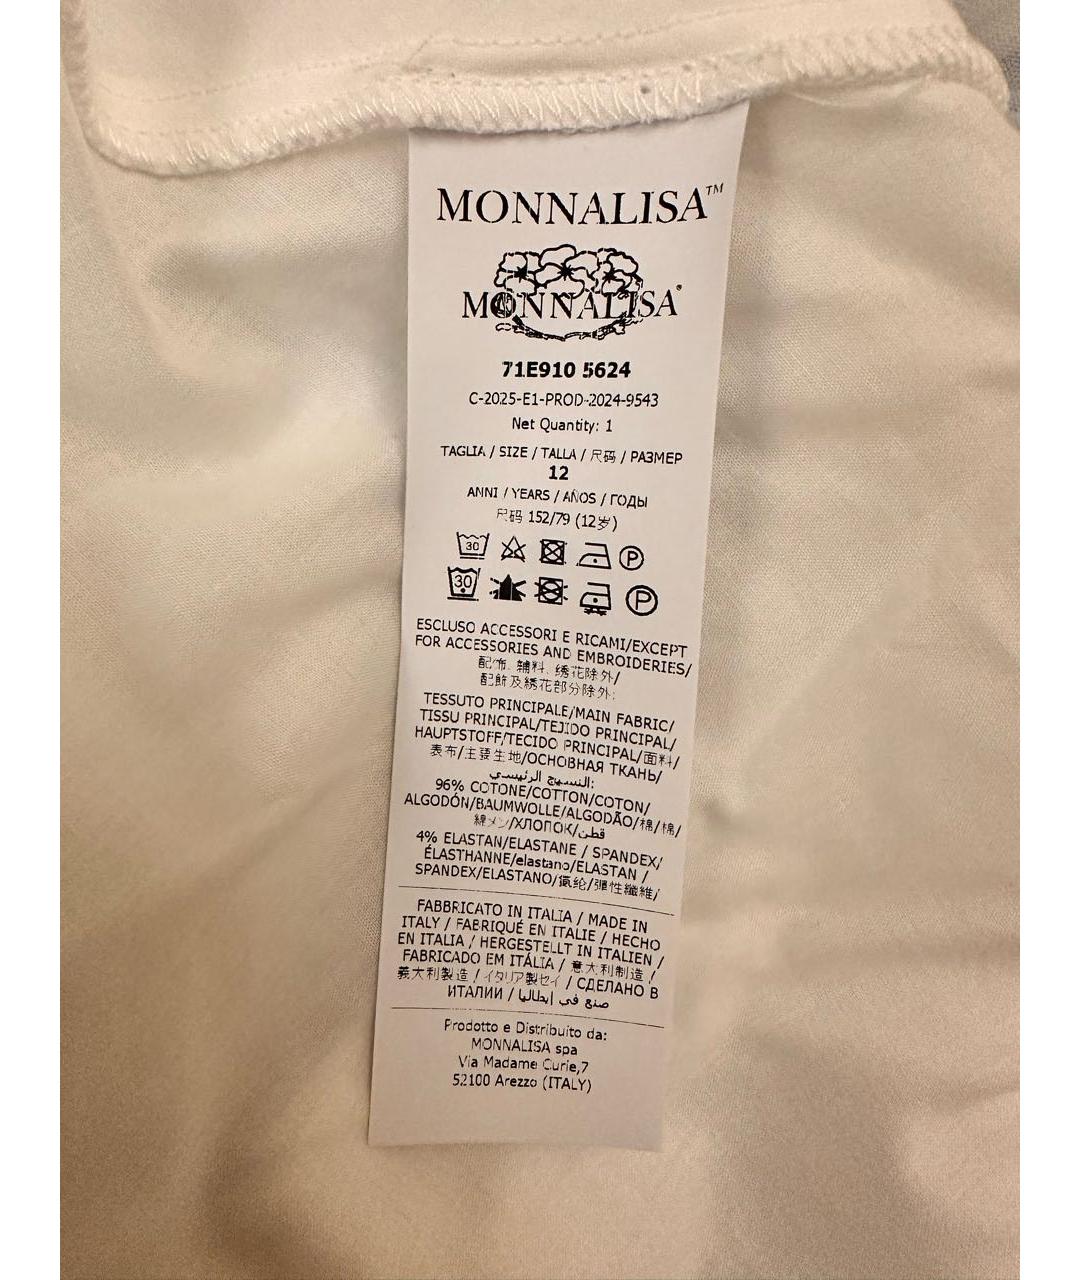 MONNALISA™
MONNALISA®
71E910 5624
C-2025-E1-PROD-2024-9543
Net Quantity: 1
TAGLIA / SIZE / TALLA / 尺码 / РАЗМЕР
12
ANNI / YEARS / AÑOS / ГОДЫ
尺码 152/79 (12岁)
30 P
30 P
ESCLUSO ACCESSORI E RICAMI/EXCEPT
FOR ACCESSORIES AND EMBROIDERIES/
配饰、辅料、绣花除外/
配飾及綉花部分除外:
TESSUTO PRINCIPALE/MAIN FABRIC/
TISSU PRINCIPAL/TEJIDO PRINCIPAL/
HAUPTSTOFF/TECIDO PRINCIPAL/面料/
表布/主要生地/ОСНОВНАЯ ТКАНЬ/
النسيج الرئيسي:
96% COTONE/COTTON/COTON/
ALGODÓN/BAUMWOLLE/ALGODÃO/棉/棉/
綿メン/ХЛОПОК/قطن
4% ELASTAN/ELASTANE / SPANDEX/
ÉLASTHANNE/elastano/ELASTAN /
SPANDEX/ELASTANO/氨纶/彈性纖維/
FABBRICATO IN ITALIA / MADE IN
ITALY / FABRIQUÉ EN ITALIE / HECHO
EN ITALIA / HERGESTELLT IN ITALIEN /
FABRICADO EM ITÁLIA / 意大利制造 /
義大利製造 / イタリア製セイ / СДЕЛАНО В
ИТАЛИИ / صنع في إيطاليا
Prodotto e Distribuito da:
MONNALISA spa
Via Madame Curie,7
52100 Arezzo (ITALY)